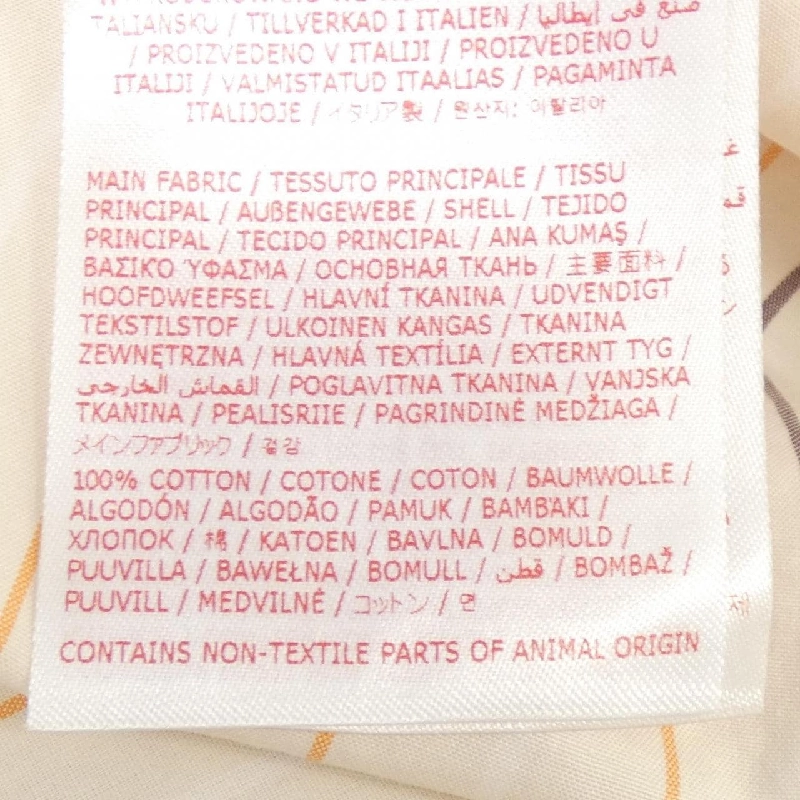 TALIANSKU / TILLVERKAD I ITALIEN / صنع في إيطاليا
/ PROIZVEDENO V ITALIJI / PROIZVEDENO U
ITALIJI / VALMISTATUD ITAALIAS / PAGAMINTA
ITALIJOJE / イタリア製 / 원산지: 이탈리아
MAIN FABRIC / TESSUTO PRINCIPALE / TISSU
PRINCIPAL / AUßENGEWEBE / SHELL / TEJIDO
PRINCIPAL / TECIDO PRINCIPAL / ANA KUMAŞ /
ΒΑΣΙΚΌ ΎΦΑΣΜΑ / ОСНОВНАЯ ТКАНЬ / 主要面料 /
HOOFDWEEFSEL / HLAVNÍ TKANINA / UDVENDIGT
TEKSTILSTOF / ULKOINEN KANGAS / TKANINA
ZEWNĘTRZNA / HLAVNÁ TEXTÍLIA / EXTERNT TYG /
القماش الخارجي / POGLAVITNA TKANINA / VANJSKA
TKANINA / PEALISRIIE / PAGRINDINĖ MEDŽIAGA /
メインファブリック / 겉감
100% COTTON / COTONE / COTON / BAUMWOLLE /
ALGODÓN / ALGODÃO / PAMUK / ΒΑΜΒΆΚΙ /
ХЛОПОК / 棉 / KATOEN / BAVLNA / BOMULD /
PUUVILLA / BAWEŁNA / BOMULL / قطن / BOMBAŽ /
PUUVILL / MEDVILNĖ / コットン / 면
CONTAINS NON-TEXTILE PARTS OF ANIMAL ORIGIN